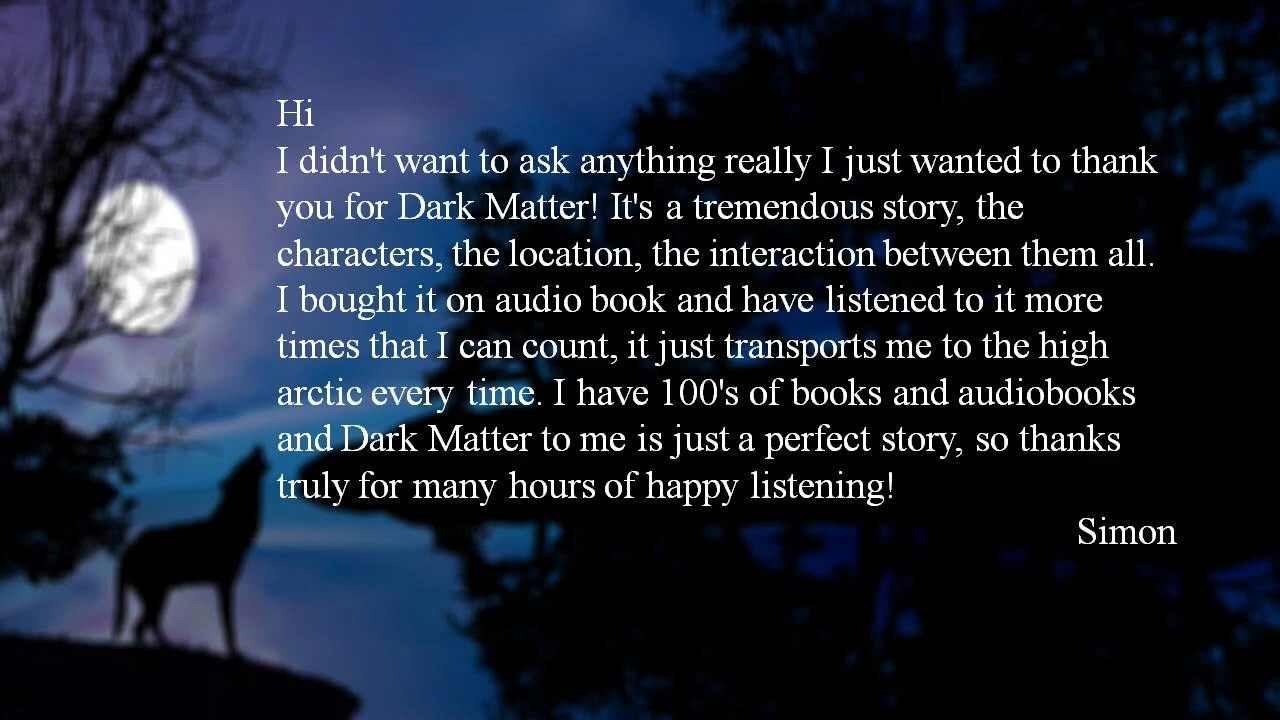 Hi
I didn't want to ask anything really I just wanted to thank
you for Dark Matter! It's a tremendous story, the
characters, the location, the interaction between them all.
I bought it on audio book and have listened to it more
times that I can count, it just transports me to the high
arctic every time. I have 100's of books and audiobooks
and Dark Matter to me is just a perfect story, so thanks
truly for many hours of happy listening!
Simon